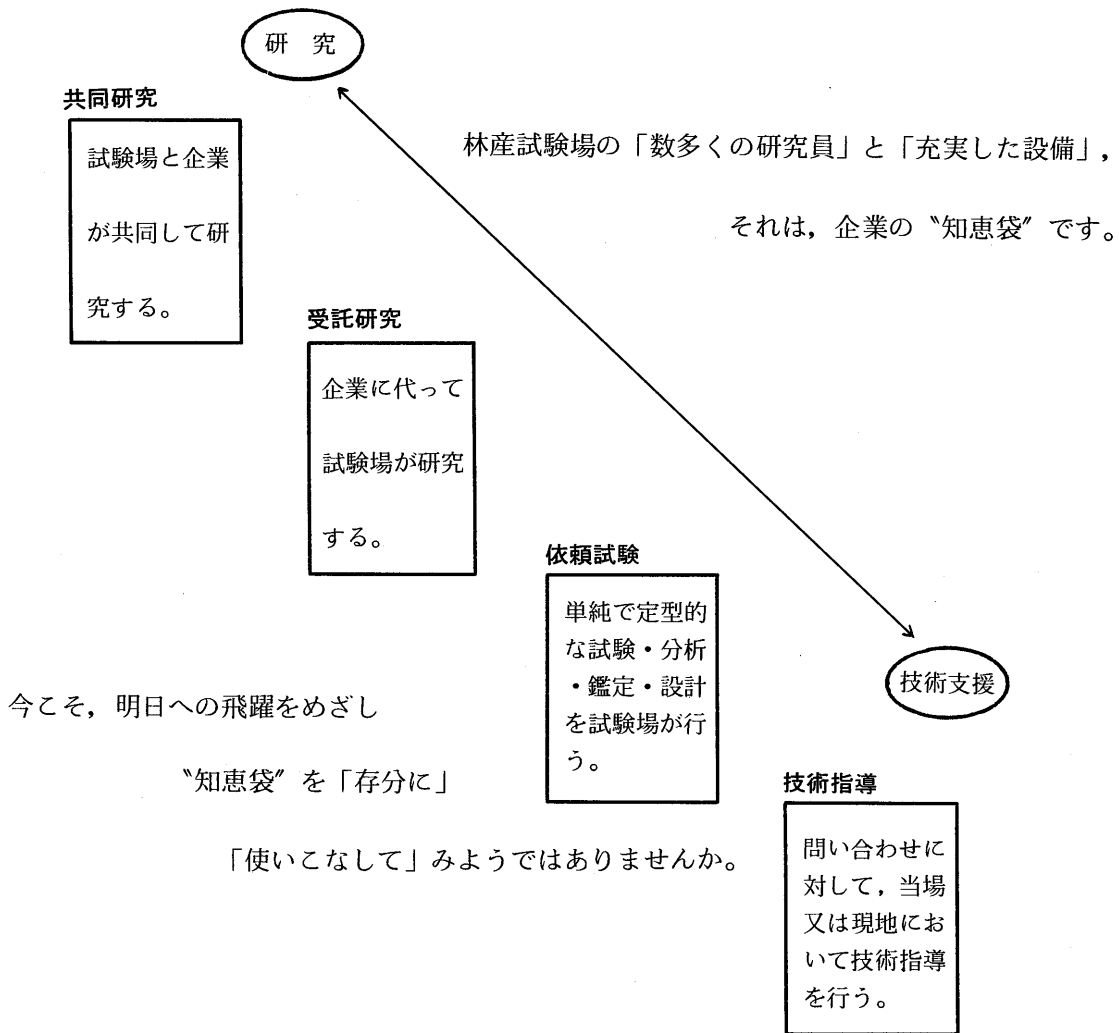 研 究
共同研究
試験場と企業
が共同して研
究する。
林産試験場の「数多くの研究員」と「充実した設備」,
それは,企業の〝知恵袋〞です。
受託研究
企業に代って
試験場が研究
する。
依頼試験
単純で定型的
な試験・分析
・鑑定・設計
を試験場が行
う。
技術支援
今こそ,明日への飛躍をめざし
〝知恵袋〞を「存分に」
「使いこなして」みようではありませんか。
技術指導
問い合わせに
対して,当場
又は現地にお
いて技術指導
を行う。